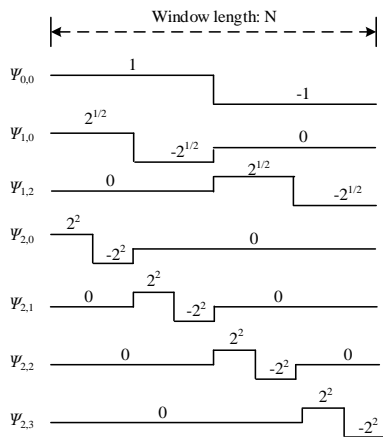 Window length: N
Ψ0,0 1 -1
Ψ1,0 2^{1/2} -2^{1/2} 0
Ψ1,2 0 2^{1/2} -2^{1/2}
Ψ2,0 2^2 -2^2 0
Ψ2,1 0 2^2 -2^2 0
Ψ2,2 0 2^2 -2^2 0
Ψ2,3 0 2^2 -2^2